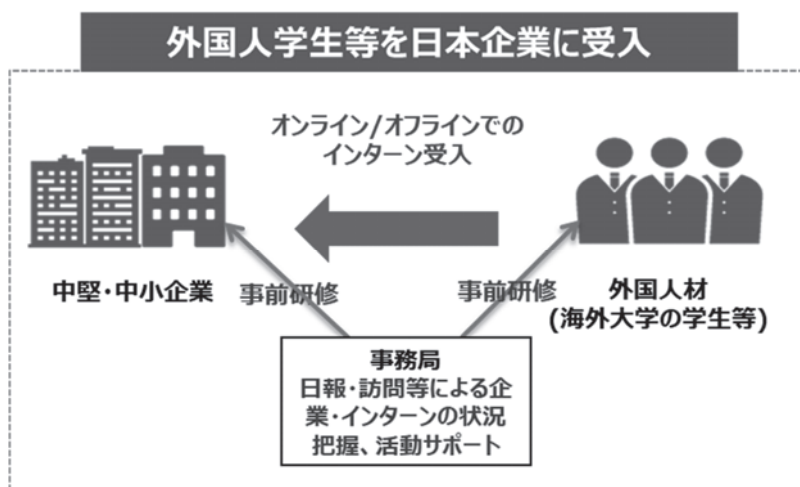 外国人学生等を日本企業に受入
オンライン/オフラインでの
インターン受入
中堅・中小企業
事前研修
事前研修
外国人材
(海外大学の学生等)
事務局
日報・訪問等による企
業・インターンの状況
把握、活動サポート